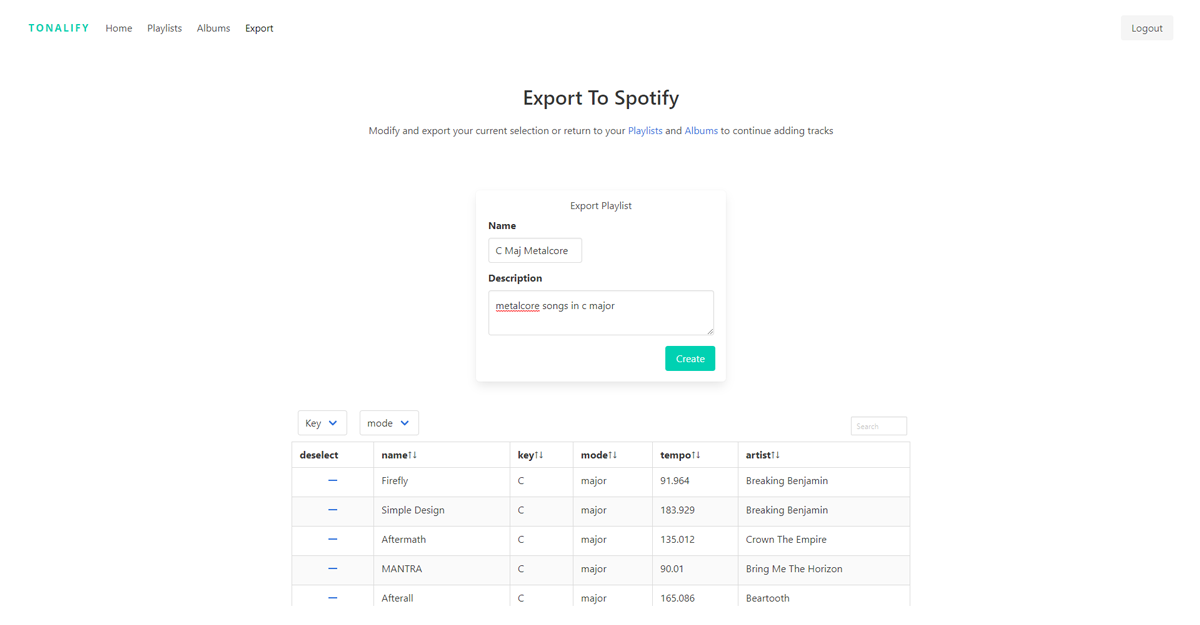 TONALIFY Home Playlists Albums Export Logout
Export To Spotify
Modify and export your current selection or return to your Playlists and Albums to continue adding tracks
Export Playlist
Name
C Maj Metalcore
Description
metalcore songs in c major
Create
Key mode Search
deselect name↑↓ key↑↓ mode↑↓ tempo↑↓ artist↑↓
— Firefly C major 91.964 Breaking Benjamin
— Simple Design C major 183.929 Breaking Benjamin
— Aftermath C major 135.012 Crown The Empire
— MANTRA C major 90.01 Bring Me The Horizon
— Afterall C major 165.086 Beartooth